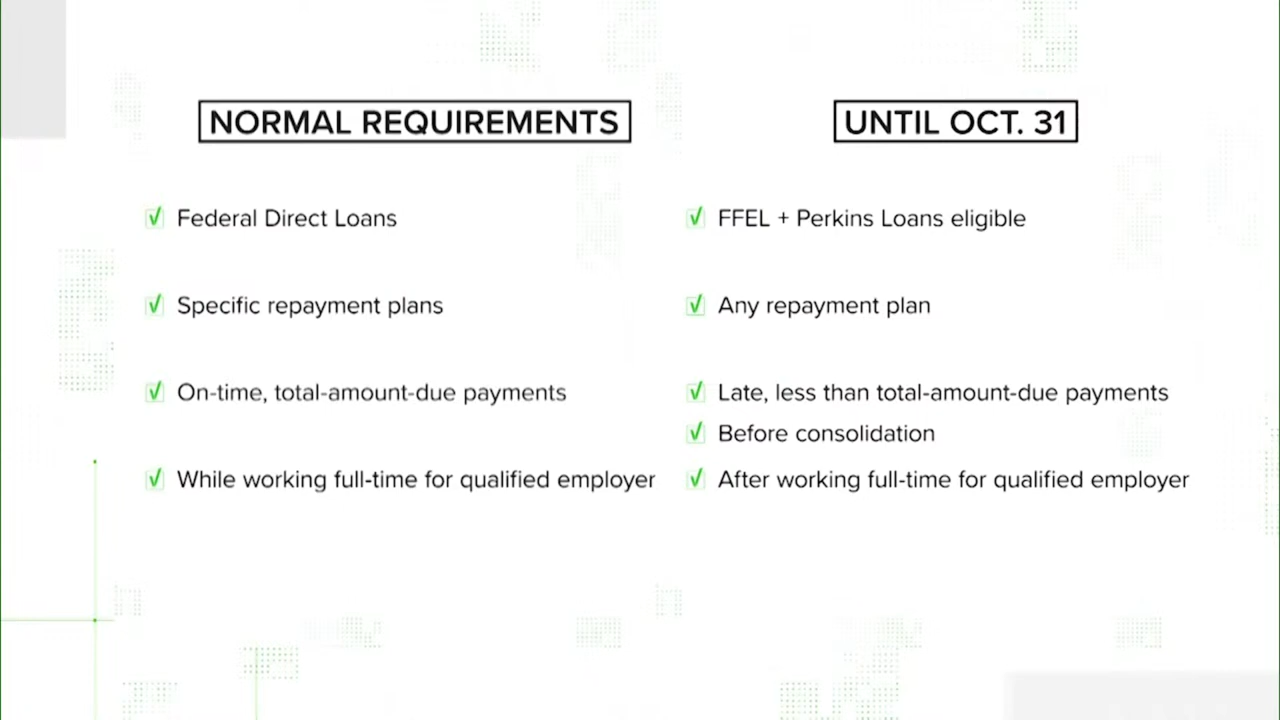 NORMAL REQUIREMENTS
Federal Direct Loans
Specific repayment plans
On-time, total-amount-due payments
While working full-time for qualified employer
UNTIL OCT. 31
FFEL + Perkins Loans eligible
Any repayment plan
Late, less than total-amount-due payments
Before consolidation
After working full-time for qualified employer